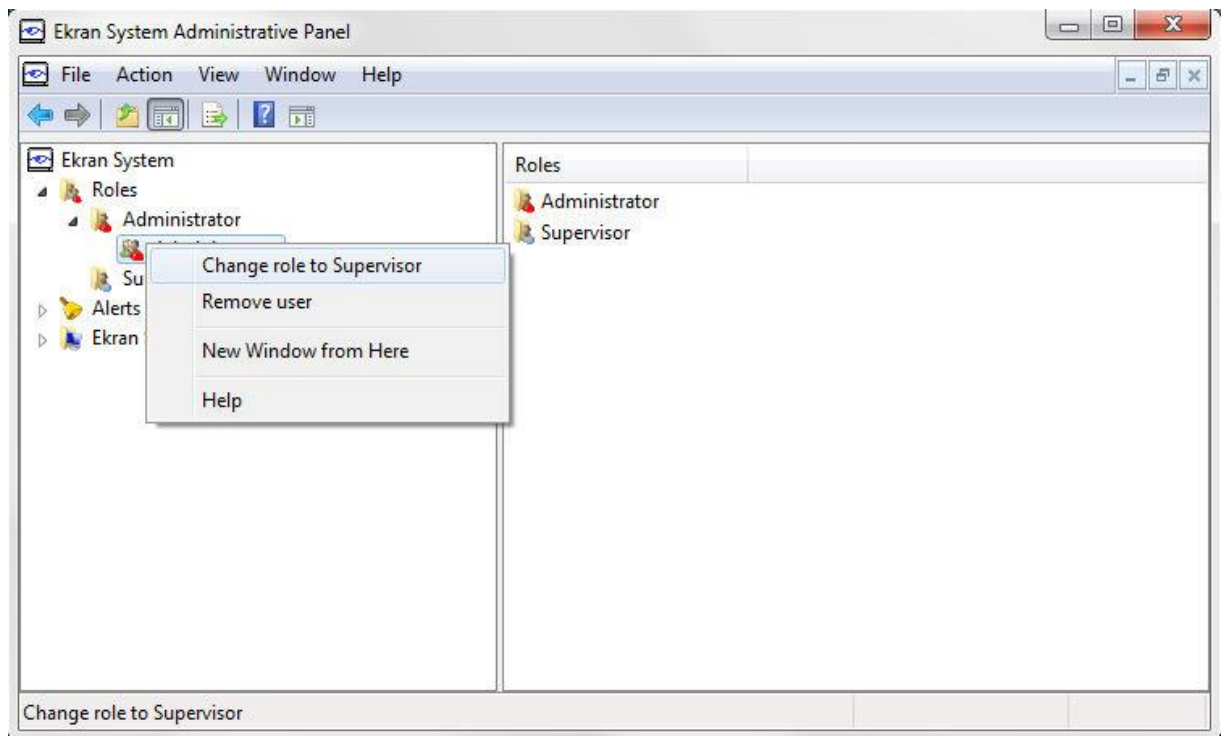 Ekran System Administrative Panel
File Action View Window Help
Ekran System
Roles
Administrator
Su
Alerts
Ekran
Change role to Supervisor
Remove user
New Window from Here
Help
Roles
Administrator
Supervisor
Change role to Supervisor